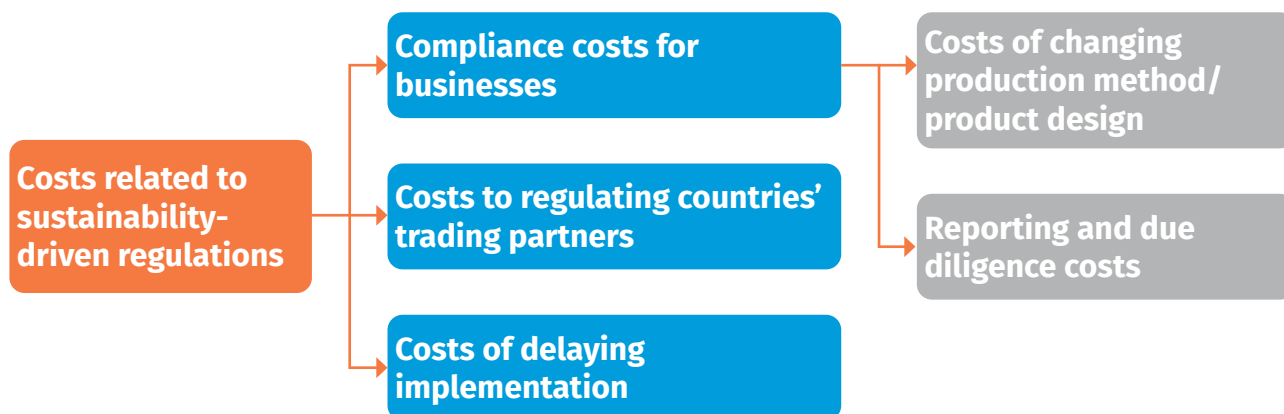 Costs related to
sustainability-
driven regulations
Compliance costs for
businesses
Costs to regulating countries’
trading partners
Costs of delaying
implementation
Costs of changing
production method/
product design
Reporting and due
diligence costs